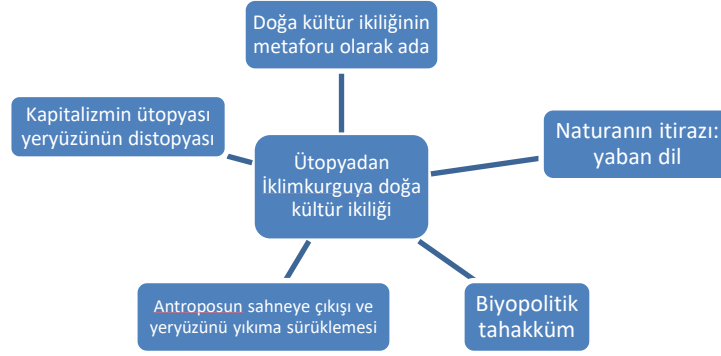 Doğa kültür ikiliğinin
metaforu olarak ada
Kapitalizmin ütopyası
yeryüzünün distopyası
Naturanın itirazı:
yaban dil
Ütopyadan
İklimkurguya doğa
kültür ikiliği
Antroposun sahneye çıkışı ve
yeryüzünü yıkıma sürüklemesi
Biyopolitik
tahakküm